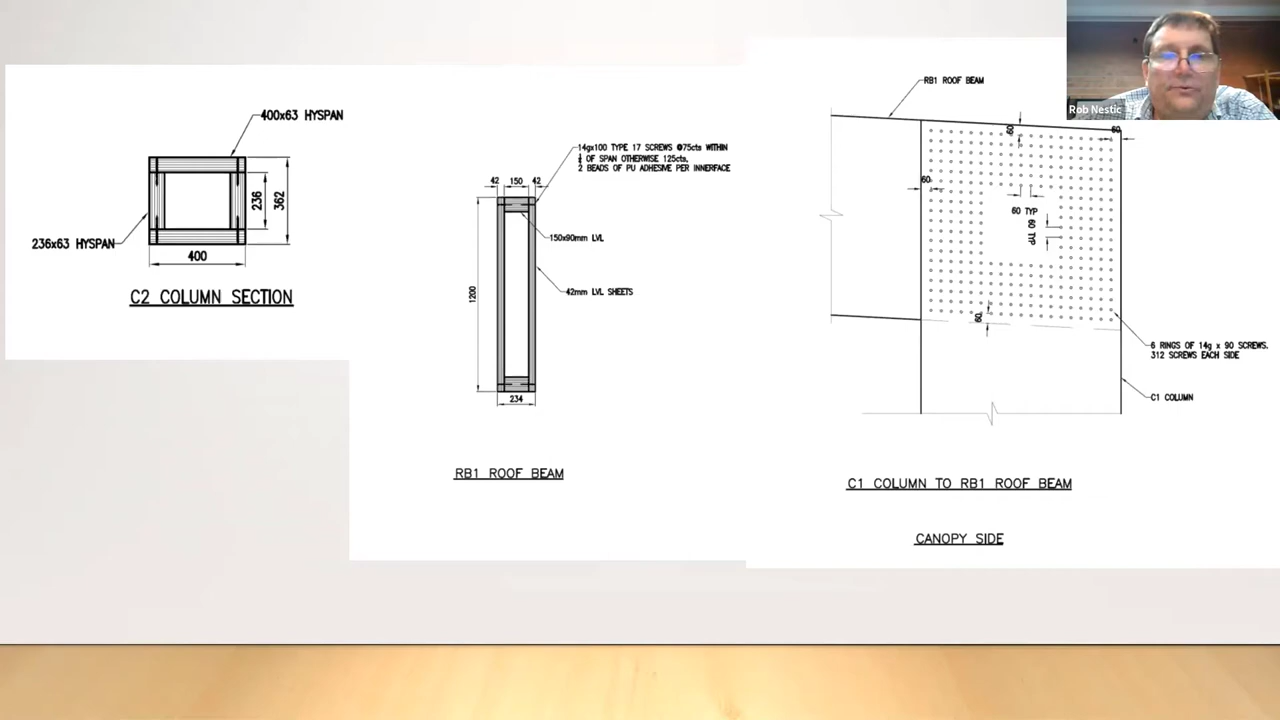 400x63 HYSPAN
236
362
236x63 HYSPAN
400
C2 COLUMN SECTION
14gx100 TYPE 17 SCREWS @75cts WITHIN
OF SPAN OTHERWISE 125cts.
2 BEADS OF PU ADHESIVE PER INNERFACE
42 150 42
150x90mm LVL
1200
42mm LVL SHEETS
234
RB1 ROOF BEAM
RB1 ROOF BEAM
60
60
60
60 TYP
60 TYP
60
6 RINGS OF 14g x 90 SCREWS.
312 SCREWS EACH SIDE
C1 COLUMN
C1 COLUMN TO RB1 ROOF BEAM
CANOPY SIDE
Rob Nestic